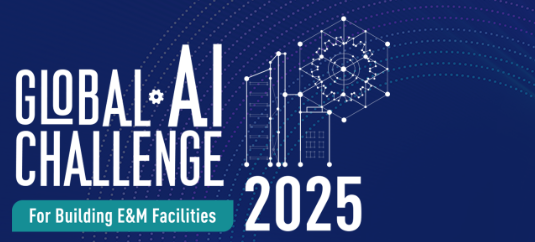 GLOBAL AI
CHALLENGE
For Building E&M Facilities
2025